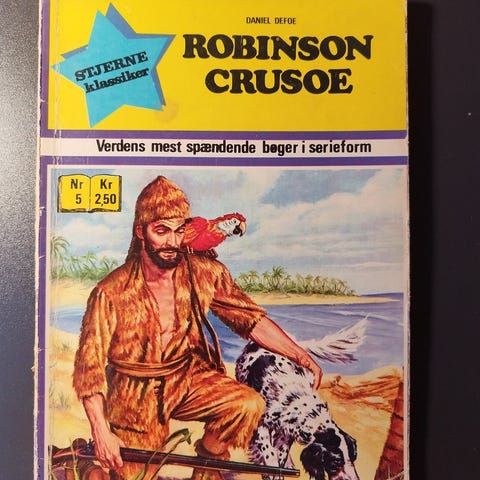 DANIEL DEFOE
ROBINSON
CRUSOE
STJERNE
klassiker
Verdens mest spændende bøger i serieform
Nr Kr
5 2,50